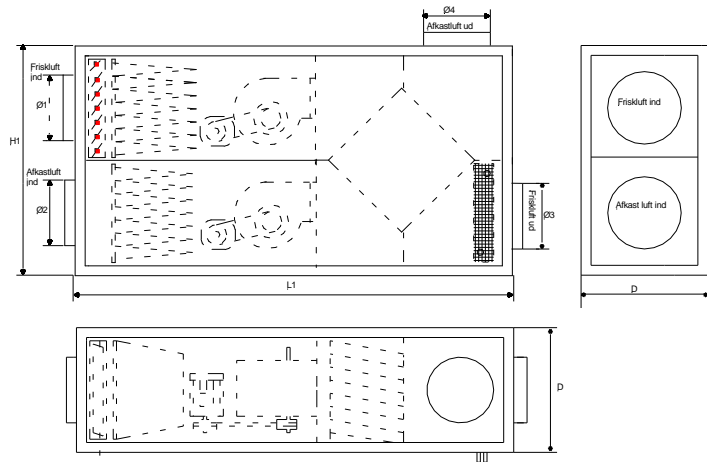 Ø4
Afkastluft ud
Friskluft
ind
Ø1
H1
Afkastluft
ind
Ø2
Friskluft ud
Ø3
L1
Friskluft ind
Afkast luft ind
D
D